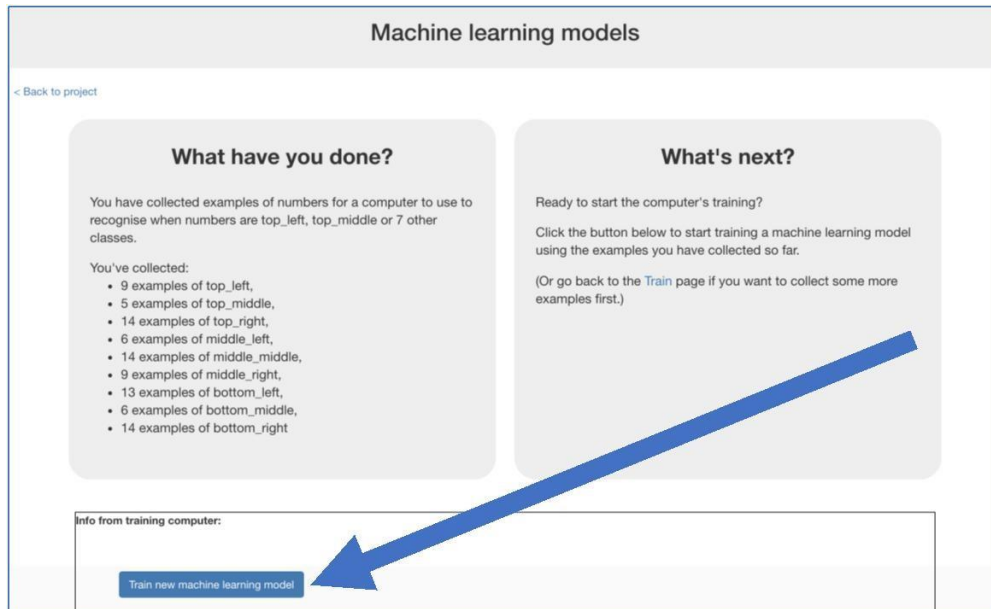 Machine learning models
< Back to project
What have you done?
You have collected examples of numbers for a computer to use to
recognise when numbers are top_left, top_middle or 7 other
classes.
You've collected:
• 9 examples of top_left,
• 5 examples of top_middle,
• 14 examples of top_right,
• 6 examples of middle_left,
• 14 examples of middle_middle,
• 9 examples of middle_right,
• 13 examples of bottom_left,
• 6 examples of bottom_middle,
• 14 examples of bottom_right
What's next?
Ready to start the computer's training?
Click the button below to start training a machine learning model
using the examples you have collected so far.
(Or go back to the Train page if you want to collect some more
examples first.)
Info from training computer:
Train new machine learning model